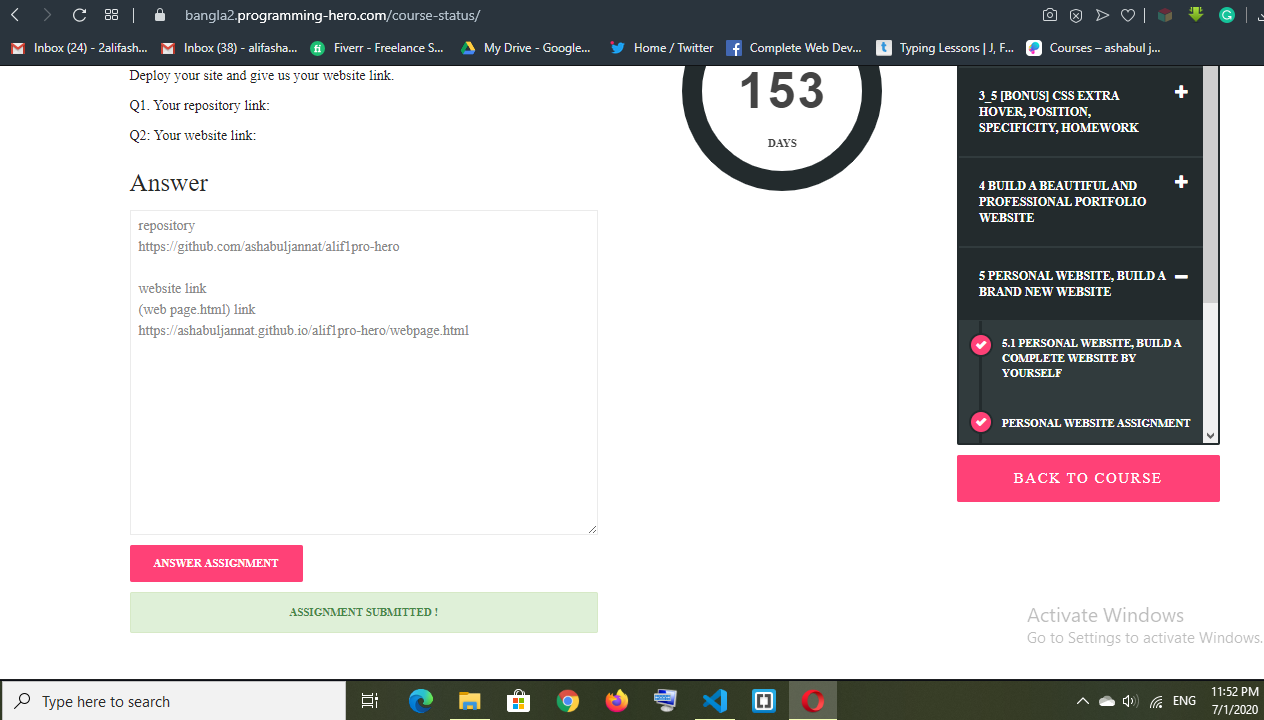 bangla2.programming-hero.com/course-status/
Inbox (24) - 2alifash...
Inbox (38) - alifasha...
Fiverr - Freelance S...
My Drive - Google...
Home / Twitter
Complete Web Dev...
Typing Lessons | J, F...
Courses – ashabul j...
Deploy your site and give us your website link.
Q1. Your repository link:
Q2: Your website link:
Answer
repository
https://github.com/ashabuljannat/alif1pro-hero
website link
(web page.html) link
https://ashabuljannat.github.io/alif1pro-hero/webpage.html
ANSWER ASSIGNMENT
ASSIGNMENT SUBMITTED !
153
DAYS
3_5 [BONUS] CSS EXTRA
HOVER, POSITION,
SPECIFICITY, HOMEWORK
4 BUILD A BEAUTIFUL AND
PROFESSIONAL PORTFOLIO
WEBSITE
5 PERSONAL WEBSITE, BUILD A
BRAND NEW WEBSITE
5.1 PERSONAL WEBSITE, BUILD A
COMPLETE WEBSITE BY
YOURSELF
PERSONAL WEBSITE ASSIGNMENT
BACK TO COURSE
Activate Windows
Go to Settings to activate Windows.
Type here to search
ENG
11:52 PM
7/1/2020